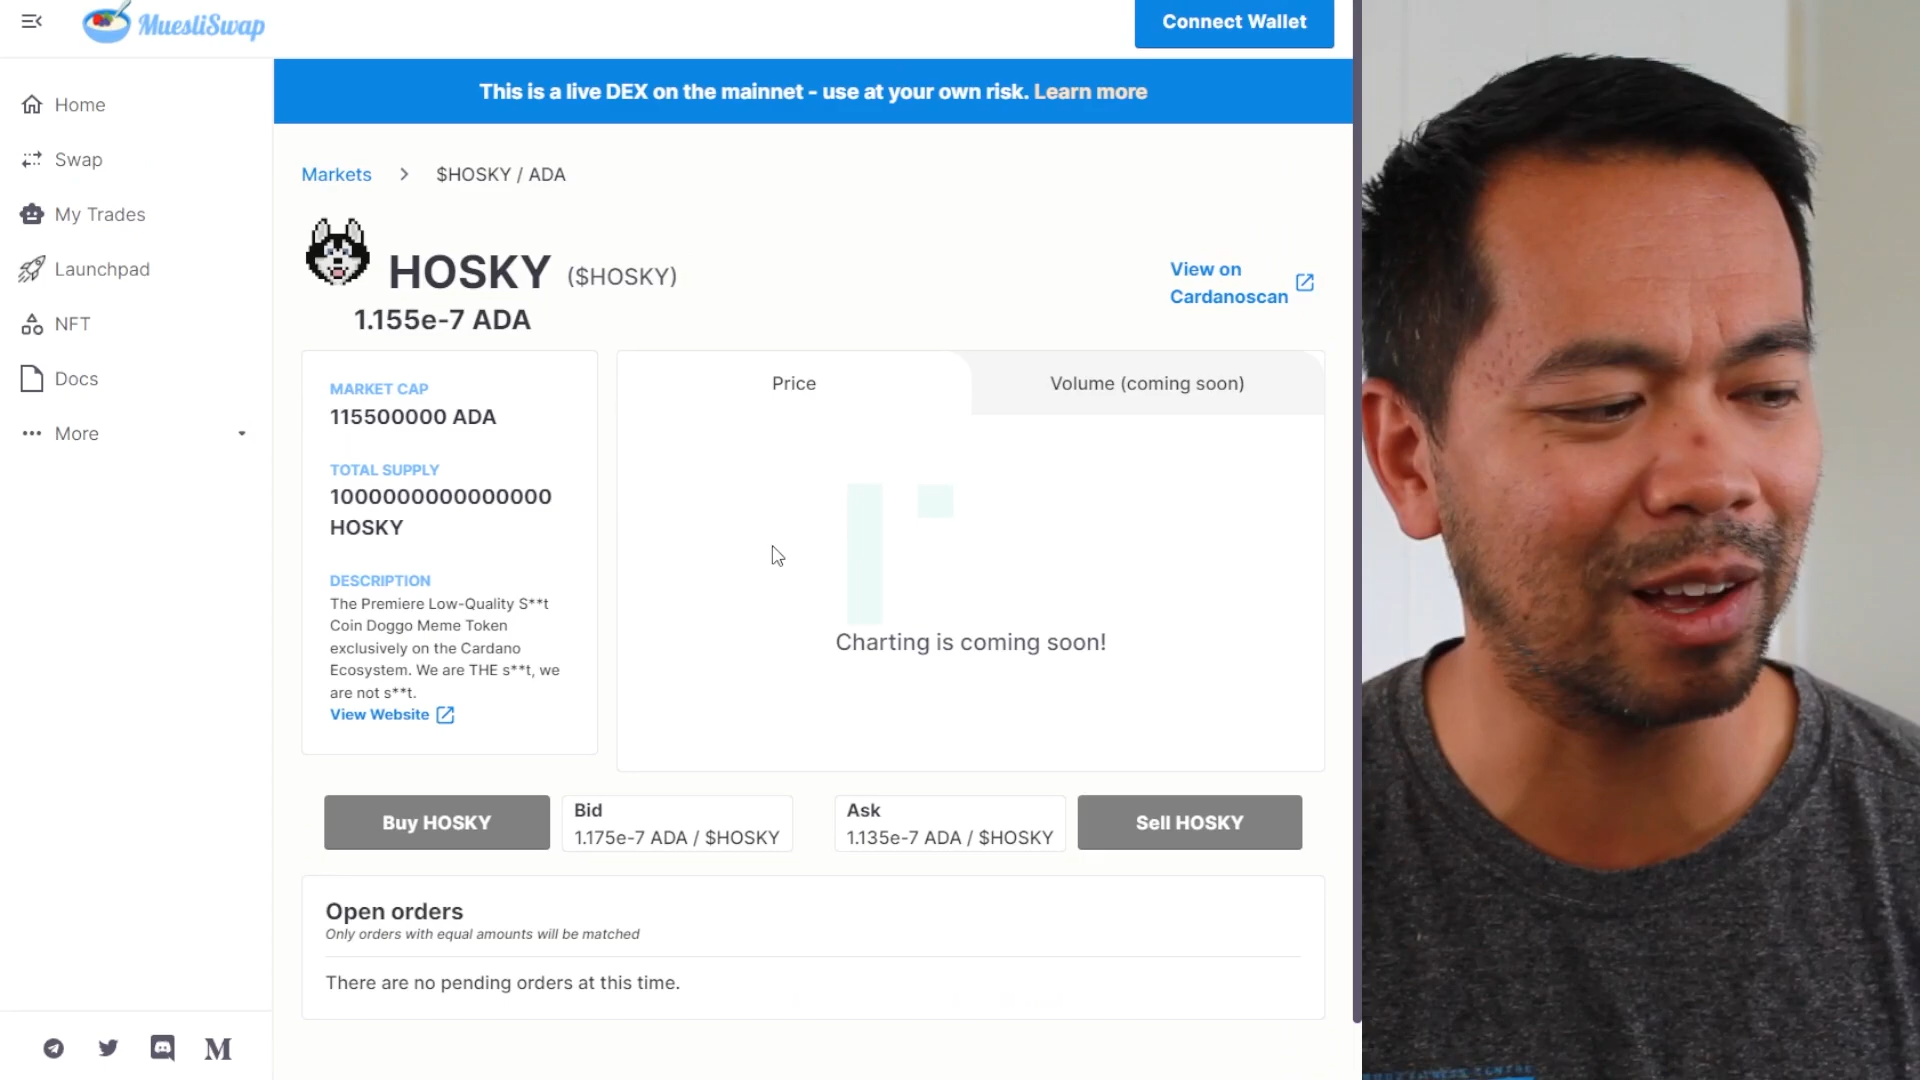 MuesliSwap
Connect Wallet
This is a live DEX on the mainnet - use at your own risk. Learn more
Home
Swap
My Trades
Launchpad
NFT
Docs
More
Markets > $HOSKY / ADA
HOSKY ($HOSKY)
1.155e-7 ADA
View on
Cardanoscan
MARKET CAP
115500000 ADA
TOTAL SUPPLY
1000000000000000
HOSKY
DESCRIPTION
The Premiere Low-Quality S**t
Coin Doggo Meme Token
exclusively on the Cardano
Ecosystem. We are THE s**t, we
are not s**t.
View Website
Price
Volume (coming soon)
Charting is coming soon!
Buy HOSKY
Bid
1.175e-7 ADA / $HOSKY
Ask
1.135e-7 ADA / $HOSKY
Sell HOSKY
Open orders
Only orders with equal amounts will be matched
There are no pending orders at this time.